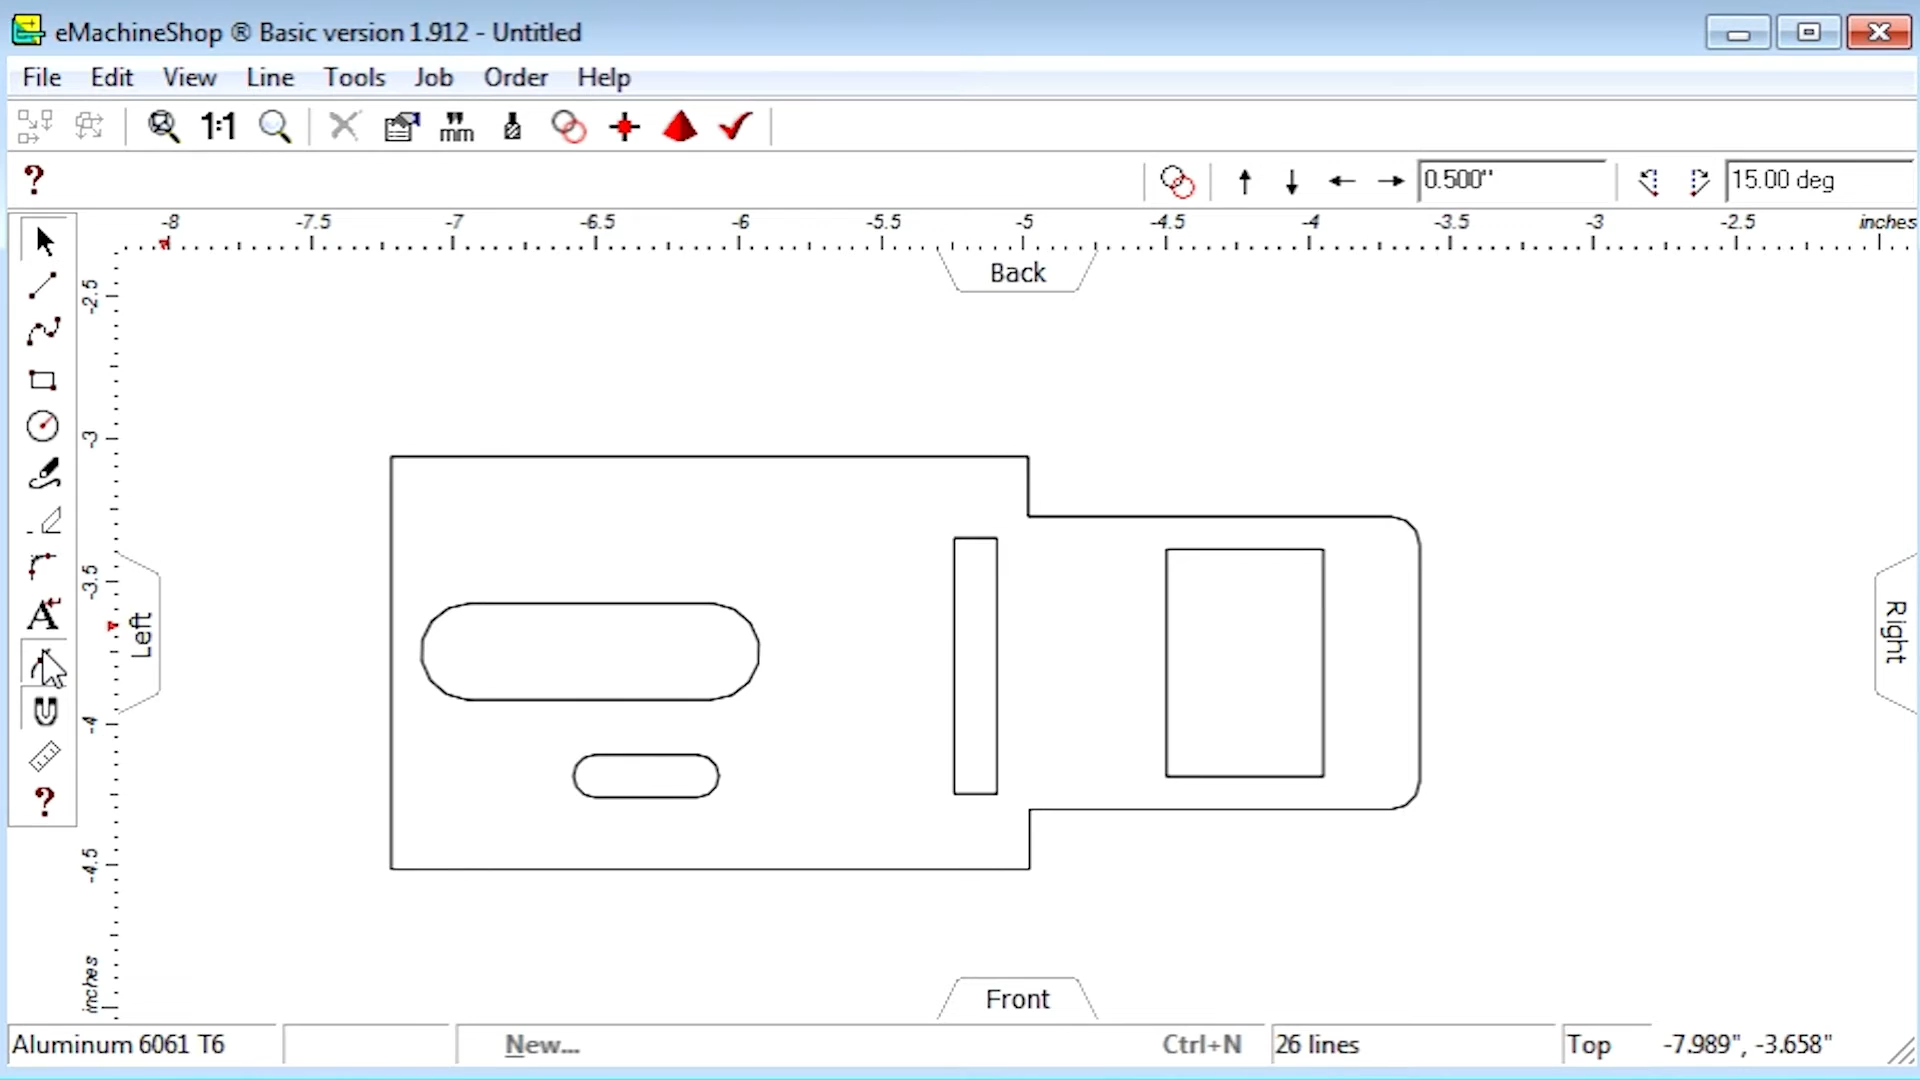 eMachineShop ® Basic version 1.912 - Untitled
File Edit View Line Tools Job Order Help
1:1 mm
? 0.500" 15.00 deg
-8 -7.5 -7 -6.5 -6 -5.5 -5 -4.5 -4 -3.5 -3 -2.5 inches
Back
-2.5
-3
-3.5
A
Left
Right
-4
?
-4.5
inches
Front
Aluminum 6061 T6 New... Ctrl+N 26 lines Top -7.989", -3.658"